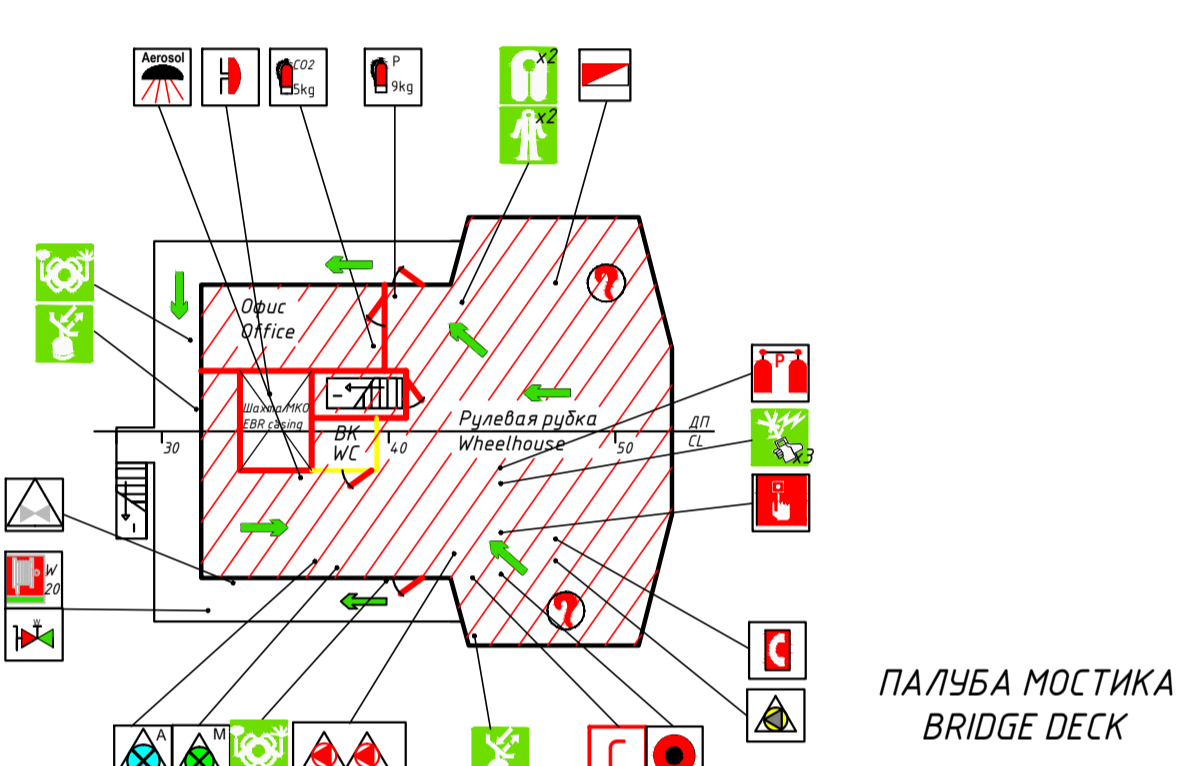 Aerosol
CO2
5kg
P
9kg
x2
x2
Офис
Office
P
Шахта МКО
EBR casing
ВК
WC
Рулевая рубка
Wheelhouse
ДП
CL
30
40
50
x3
W
20
W
A
M
ПАЛУБА МОСТИКА
BRIDGE DECK